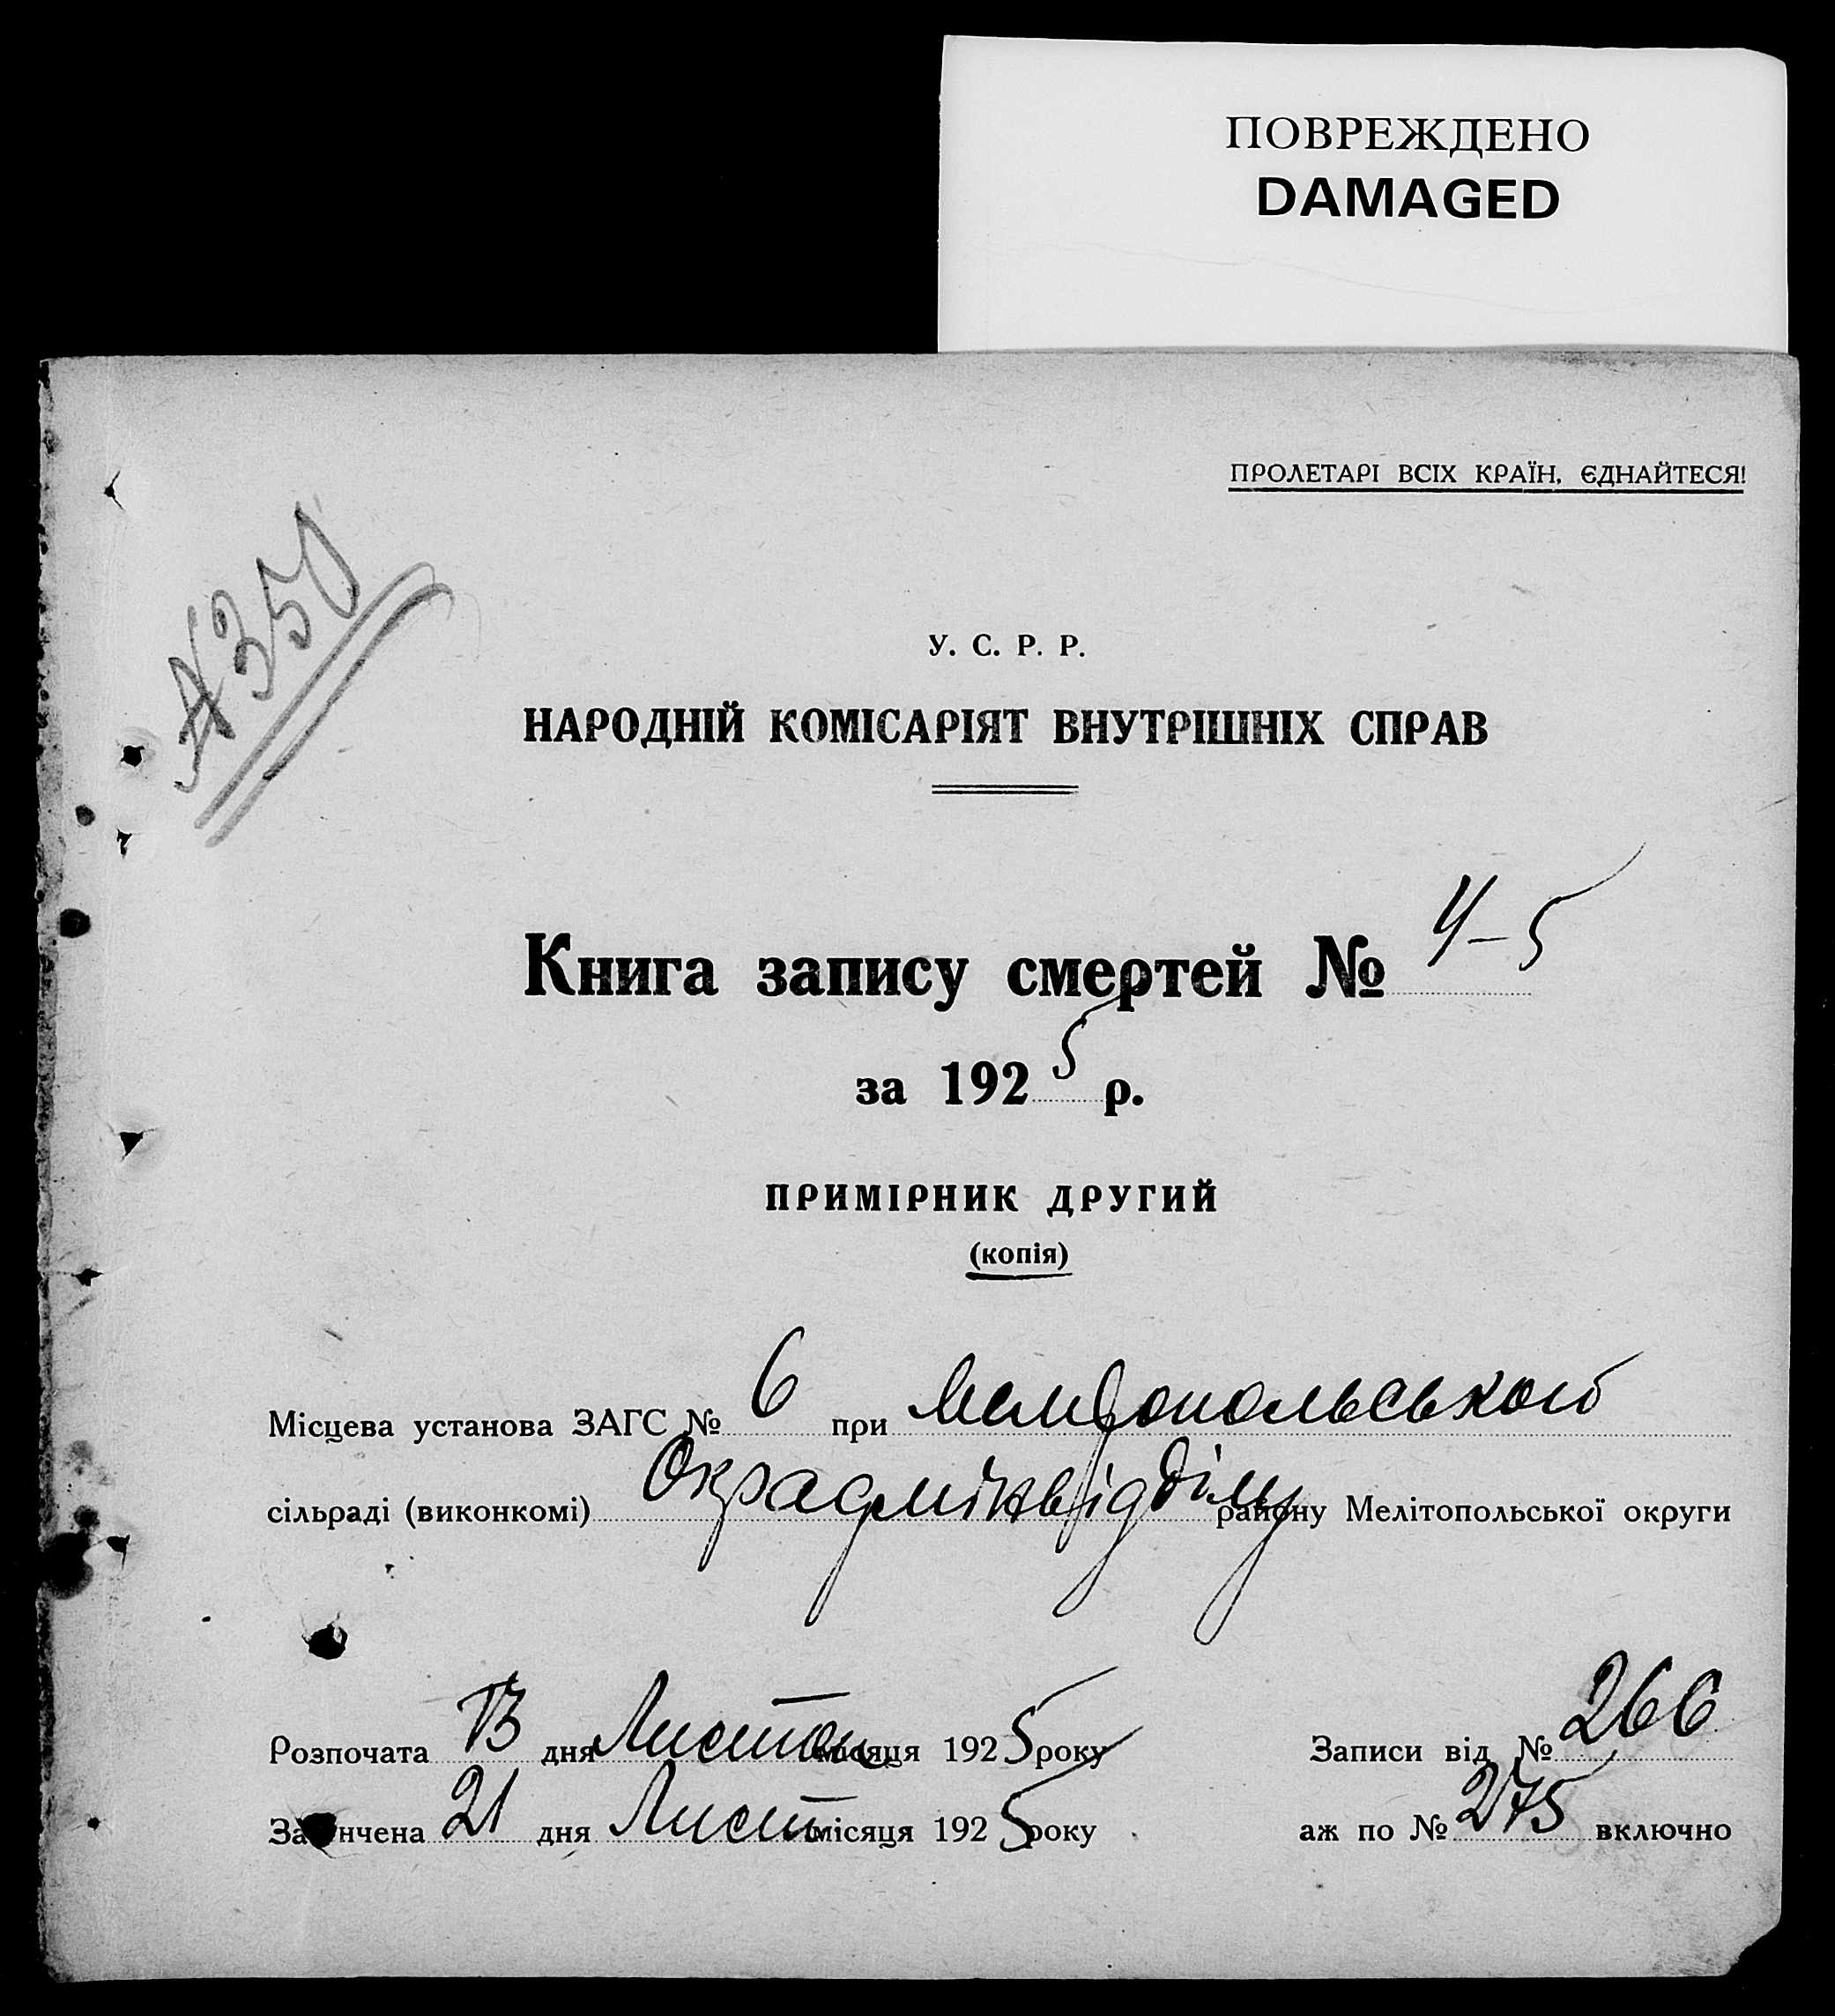 ПОВРЕЖДЕНО
DAMAGED
ПРОЛЕТАРІ ВСІХ КРАЇН, ЄДНАЙТЕСЯ!
№350
У. С. Р. Р.
НАРОДНІЙ КОМІСАРІЯТ ВНУТРІШНІХ СПРАВ
Книга запису смертей № 4-5
за 1925 р.
ПРИМІРНИК ДРУГИЙ
(копія)
Місцева установа ЗАГС № 6 при
сільраді (виконкомі) Окрадмінвідділу району Мелітопольської округи
Розпочата 13 дня Листоп місяця 1925 року Записи від № 266
Закінчена 21 дня Лист місяця 1925 року аж по № 275 включно